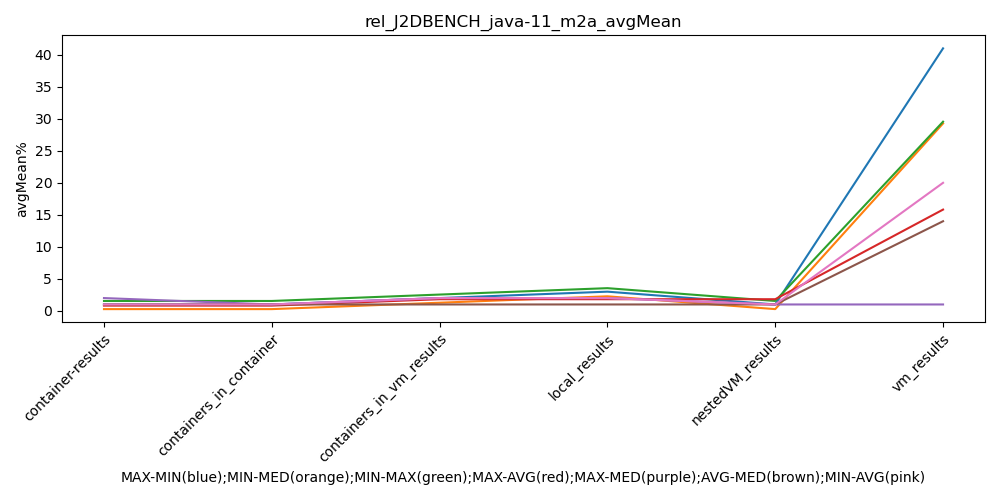 rel_J2DBENCH_java-11_m2a_avgMean
avgMean%
40
35
30
25
20
15
10
5
0
container-results
containers_in_container
containers_in_vm_results
local_results
nestedVM_results
vm_results
MAX-MIN(blue);MIN-MED(orange);MIN-MAX(green);MAX-AVG(red);MAX-MED(purple);AVG-MED(brown);MIN-AVG(pink)